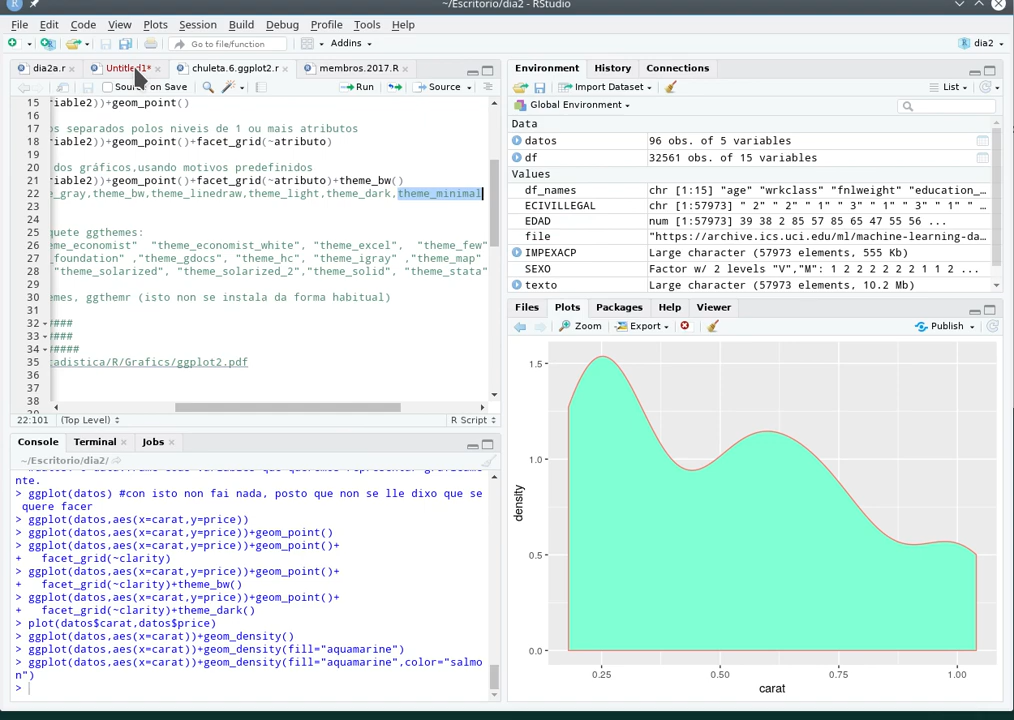 ~/Escritorio/dia2 - RStudio
File Edit Code View Plots Session Build Debug Profile Tools Help
Go to file/function Addins dia2
dia2a.r × Untitled1* × chuleta.6.ggplot2.r × membros.2017.R ×
Source on Save Run Source
15 riable2))+geom_point()
16
17 os separados polos niveis de 1 ou mais atributos
18 riable2))+geom_point()+facet_grid(~atributo)
19
20 dos gráficos,usando motivos predefinidos
21 riable2))+geom_point()+facet_grid(~atributo)+theme_bw()
22 e_gray,theme_bw,theme_linedraw,theme_light,theme_dark,theme_minimal
23
24
25 quete ggthemes:
26 eme_economist" "theme_economist_white", "theme_excel", "theme_few"
27 foundation" ,"theme_gdocs", "theme_hc", "theme_igray" ,"theme_map"
28 "theme_solarized", "theme_solarized_2","theme_solid", "theme_stata"
29
30 emes, ggthemr (isto non se instala da forma habitual)
31
32 ####
33 ####
34 #####
35 tadistica/R/Grafics/ggplot2.pdf
36
37
38
22:101 (Top Level) R Script
Console Terminal × Jobs ×
~/Escritorio/dia2/
nte.
> ggplot(datos) #con isto non fai nada, posto que non se lle dixo que se
quere facer
> ggplot(datos,aes(x=carat,y=price))
> ggplot(datos,aes(x=carat,y=price))+geom_point()
> ggplot(datos,aes(x=carat,y=price))+geom_point()+
+ facet_grid(~clarity)
> ggplot(datos,aes(x=carat,y=price))+geom_point()+
+ facet_grid(~clarity)+theme_bw()
> ggplot(datos,aes(x=carat,y=price))+geom_point()+
+ facet_grid(~clarity)+theme_dark()
> plot(datos$carat,datos$price)
> ggplot(datos,aes(x=carat))+geom_density()
> ggplot(datos,aes(x=carat))+geom_density(fill="aquamarine")
> ggplot(datos,aes(x=carat))+geom_density(fill="aquamarine",color="salmo
n")
>
Environment History Connections
Import Dataset List
Global Environment
Data
datos 96 obs. of 5 variables
df 32561 obs. of 15 variables
Values
df_names chr [1:15] "age" "wrkclass" "fnlweight" "education_…
ECIVILLEGAL chr [1:57973] " 2" " 2" " 1" " 3" " 1" " 3" " 1" " …
EDAD num [1:57973] 39 38 2 85 57 85 65 47 55 56 ...
file "https://archive.ics.uci.edu/ml/machine-learning-da…
IMPEXACP Large character (57973 elements, 555 Kb)
SEXO Factor w/ 2 levels "V","M": 1 2 2 2 2 2 2 1 1 2 ...
texto Large character (57973 elements, 10.2 Mb)
Files Plots Packages Help Viewer
Zoom Export Publish
density
1.5
1.0
0.5
0.0
0.25 0.50 0.75 1.00
carat